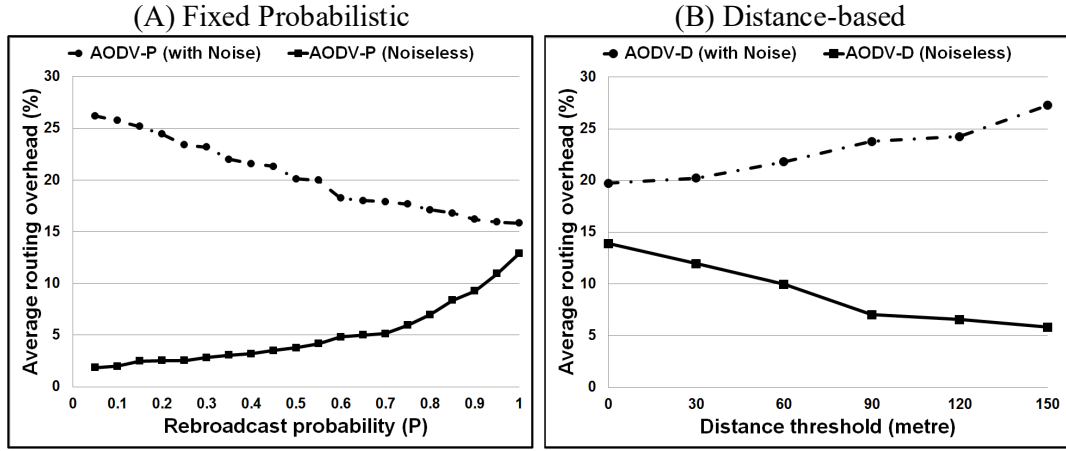 (A) Fixed Probabilistic
AODV-P (with Noise) AODV-P (Noiseless)
Average routing overhead (%)
30
25
20
15
10
5
0
0 0.1 0.2 0.3 0.4 0.5 0.6 0.7 0.8 0.9 1
Rebroadcast probability (P)
(B) Distance-based
AODV-D (with Noise) AODV-D (Noiseless)
Average routing overhead (%)
30
25
20
15
10
5
0
0 30 60 90 120 150
Distance threshold (metre)